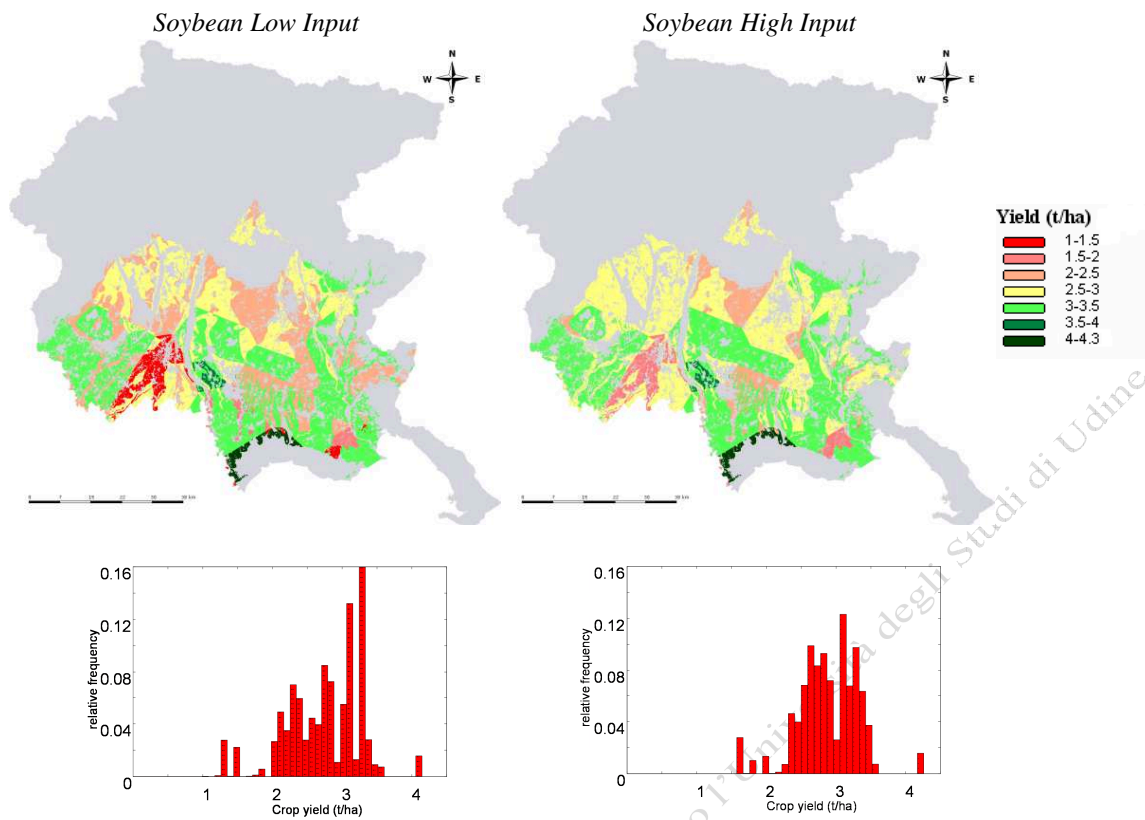 Soybean Low Input
Soybean High Input
N
W E
S
N
W E
S
Yield (t/ha)
1-1.5
1.5-2
2-2.5
2.5-3
3-3.5
3.5-4
4-4.3
0.16
0.12
0.08
0.04
0
relative frequency
1 2 3 4
Crop yield (t/ha)
0.16
0.12
0.08
0.04
0
relative frequency
1 2 3 4
Crop yield (t/ha)
o l'Università degli Studi di Udine